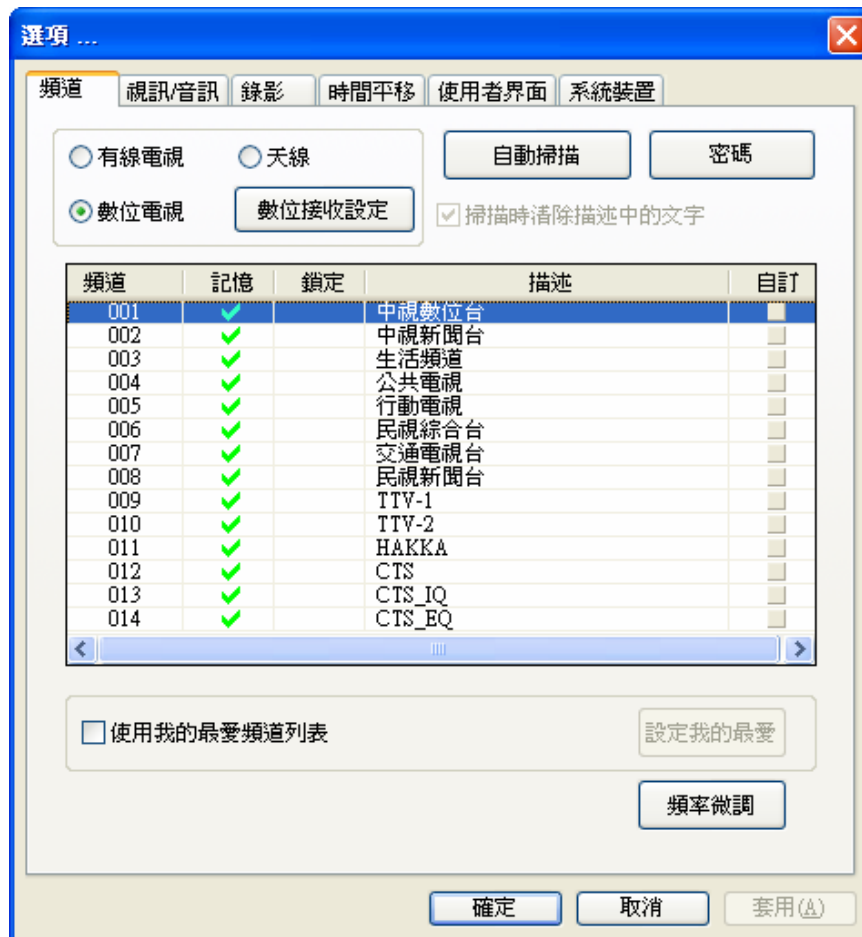 選項 ...
頻道 視訊/音訊 錄影 時間平移 使用者界面 系統裝置
有線電視 天線 自動掃描 密碼
數位電視 數位接收設定 掃描時清除描述中的文字
頻道 記憶 鎖定 描述 自訂
001 中視數位台
002 中視新聞台
003 生活頻道
004 公共電視
005 行動電視
006 民視綜合台
007 交通電視台
008 民視新聞台
009 TTV-1
010 TTV-2
011 HAKKA
012 CTS
013 CTS_IQ
014 CTS_EQ
使用我的最愛頻道列表 設定我的最愛
頻率微調
確定 取消 套用(A)